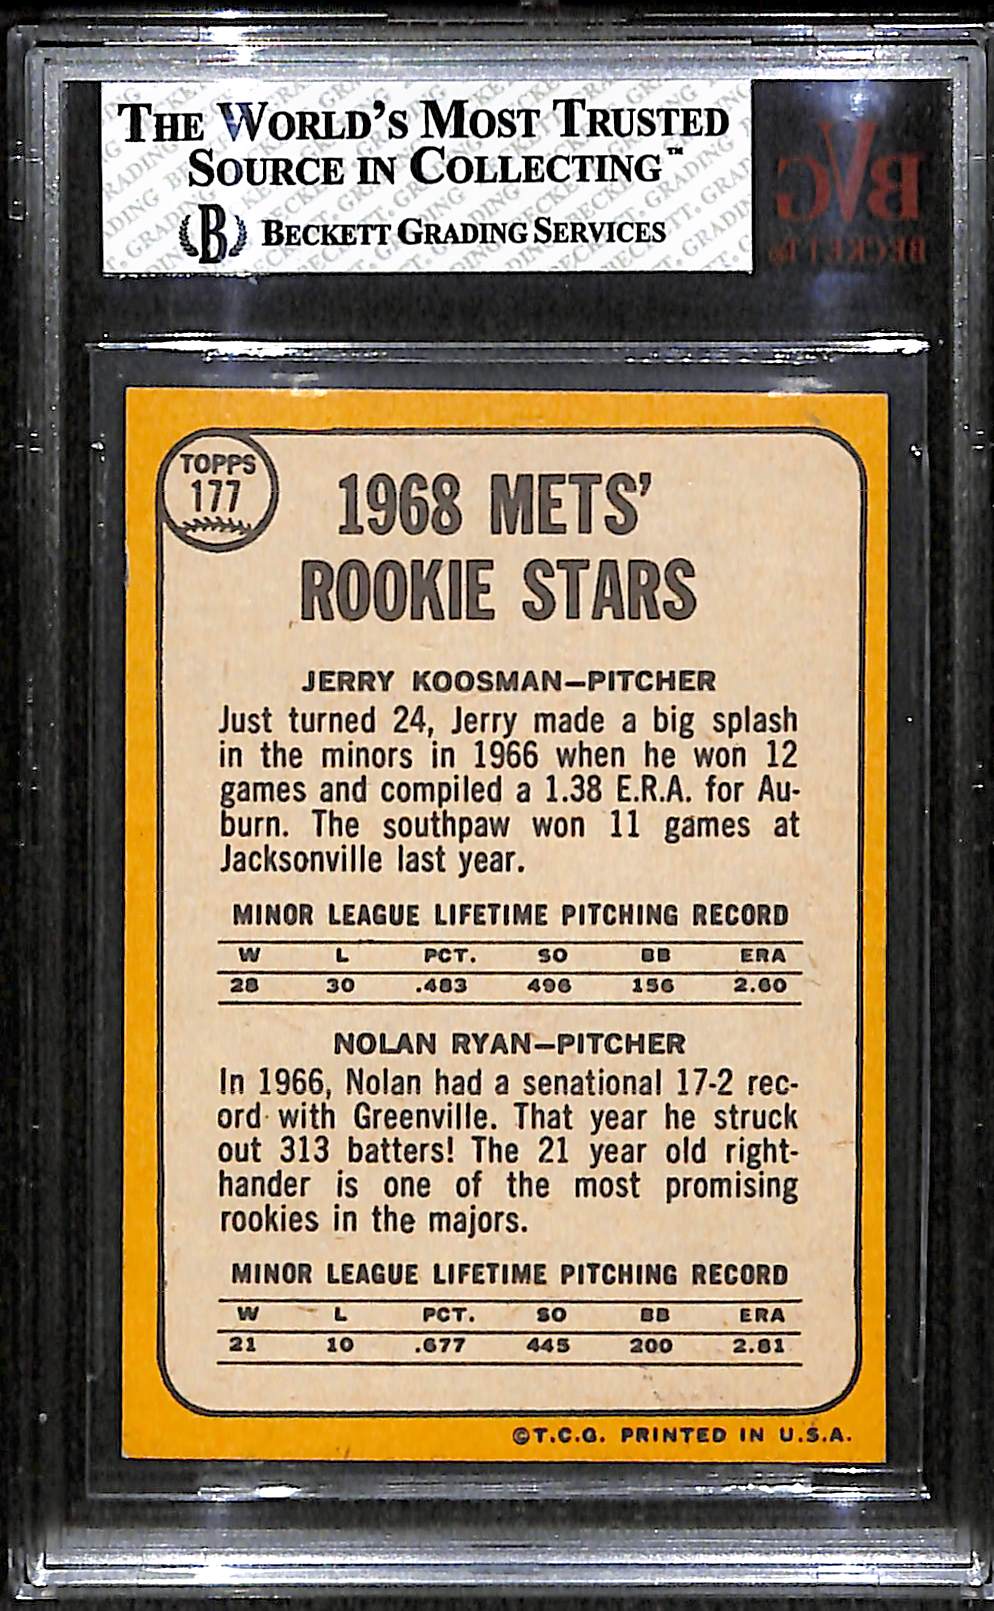 THE WORLD'S MOST TRUSTED
SOURCE IN COLLECTING™
B BECKETT GRADING SERVICES
BVG
TOPPS
177
1968 METS'
ROOKIE STARS
JERRY KOOSMAN—PITCHER
Just turned 24, Jerry made a big splash
in the minors in 1966 when he won 12
games and compiled a 1.38 E.R.A. for Au-
burn. The southpaw won 11 games at
Jacksonville last year.
MINOR LEAGUE LIFETIME PITCHING RECORD
W L PCT. SO BB ERA
28 30 .483 496 156 2.60
NOLAN RYAN—PITCHER
In 1966, Nolan had a senational 17-2 rec-
ord with Greenville. That year he struck
out 313 batters! The 21 year old right-
hander is one of the most promising
rookies in the majors.
MINOR LEAGUE LIFETIME PITCHING RECORD
W L PCT. SO BB ERA
21 10 .677 445 200 2.81
©T.C.G. PRINTED IN U.S.A.